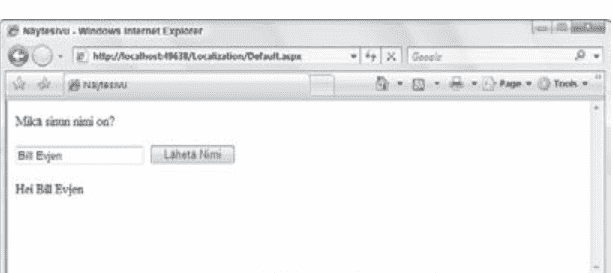 Näytesivu - Windows Internet Explorer
http://localhost:49638/Localization/Default.aspx
Google
Näytesivu
Page
Tools
Mikä sinun nimi on?
Bill Evjen
Lähetä Nimi
Hei Bill Evjen